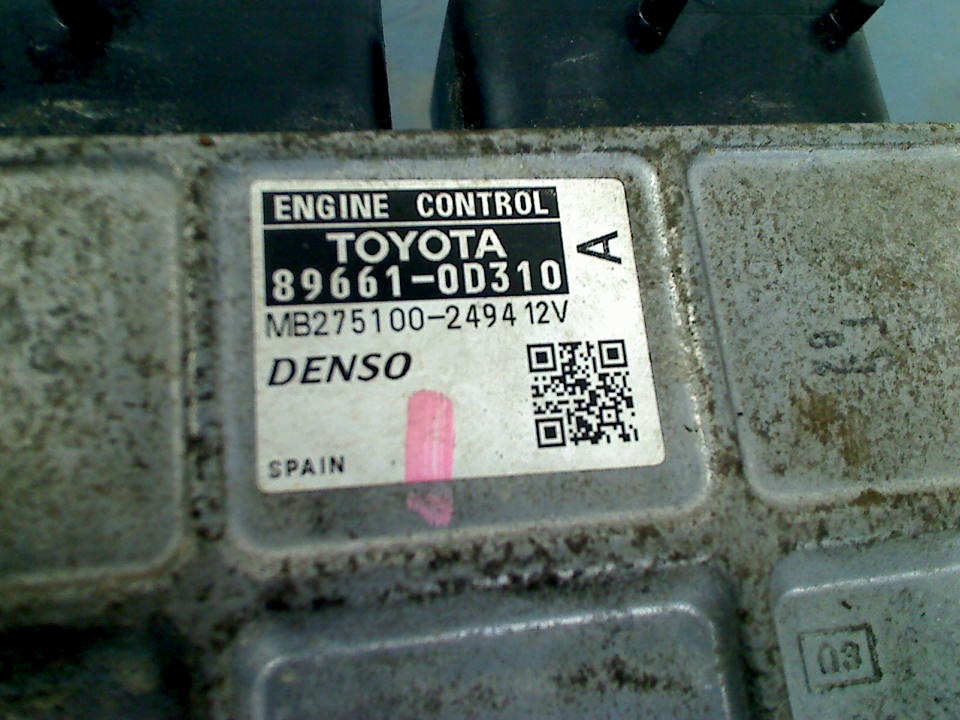 ENGINE CONTROL
TOYOTA
89661-0D310
A
MB275100-2494 12V
DENSO
SPAIN
03